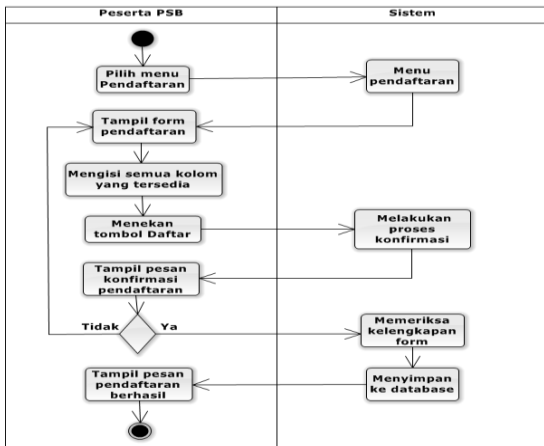 Peserta PSB
Sistem
Pilih menu
Pendaftaran
Menu
pendaftaran
Tampil form
pendaftaran
Mengisi semua kolom
yang tersedia
Menekan
tombol Daftar
Melakukan
proses
konfirmasi
Tampil pesan
konfirmasi
pendaftaran
Tidak
Ya
Memeriksa
kelengkapan
form
Menyimpan
ke database
Tampil pesan
pendaftaran
berhasil